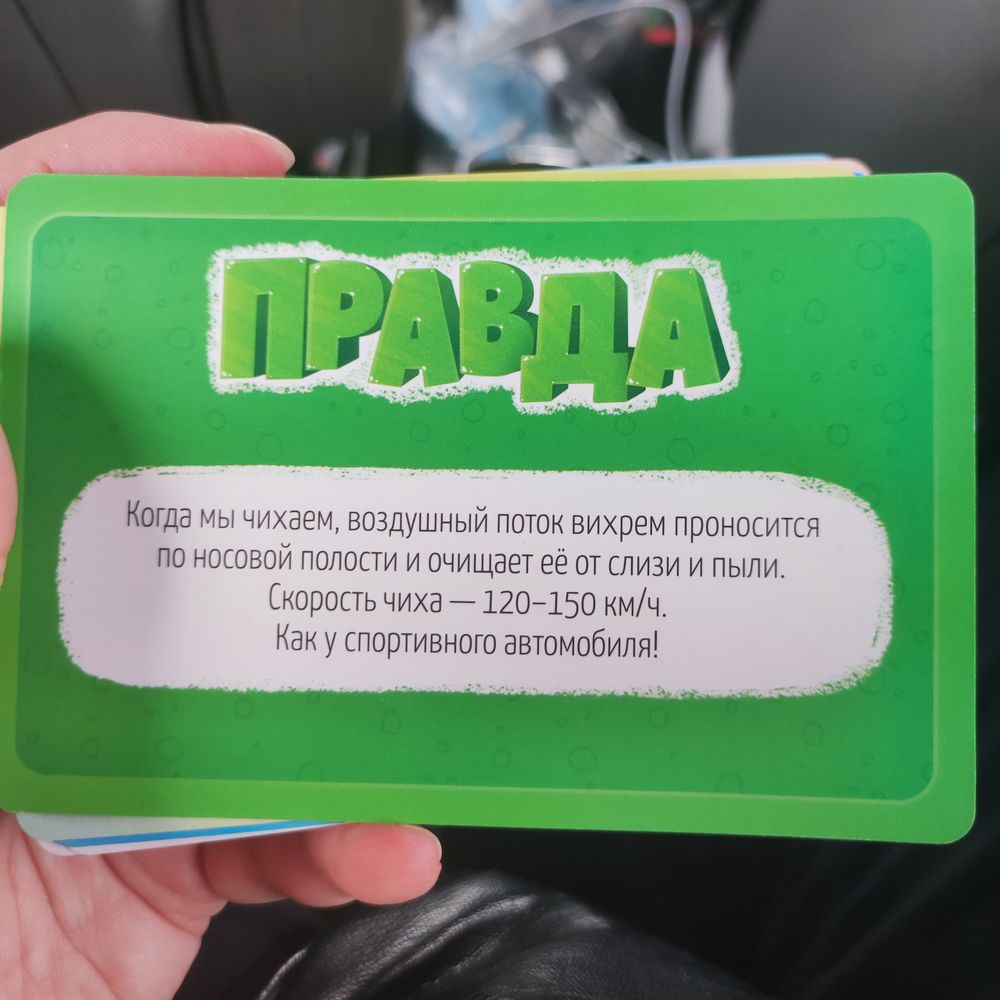 ПРАВДА
Когда мы чихаем, воздушный поток вихрем проносится
по носовой полости и очищает её от слизи и пыли.
Скорость чиха — 120–150 км/ч.
Как у спортивного автомобиля!